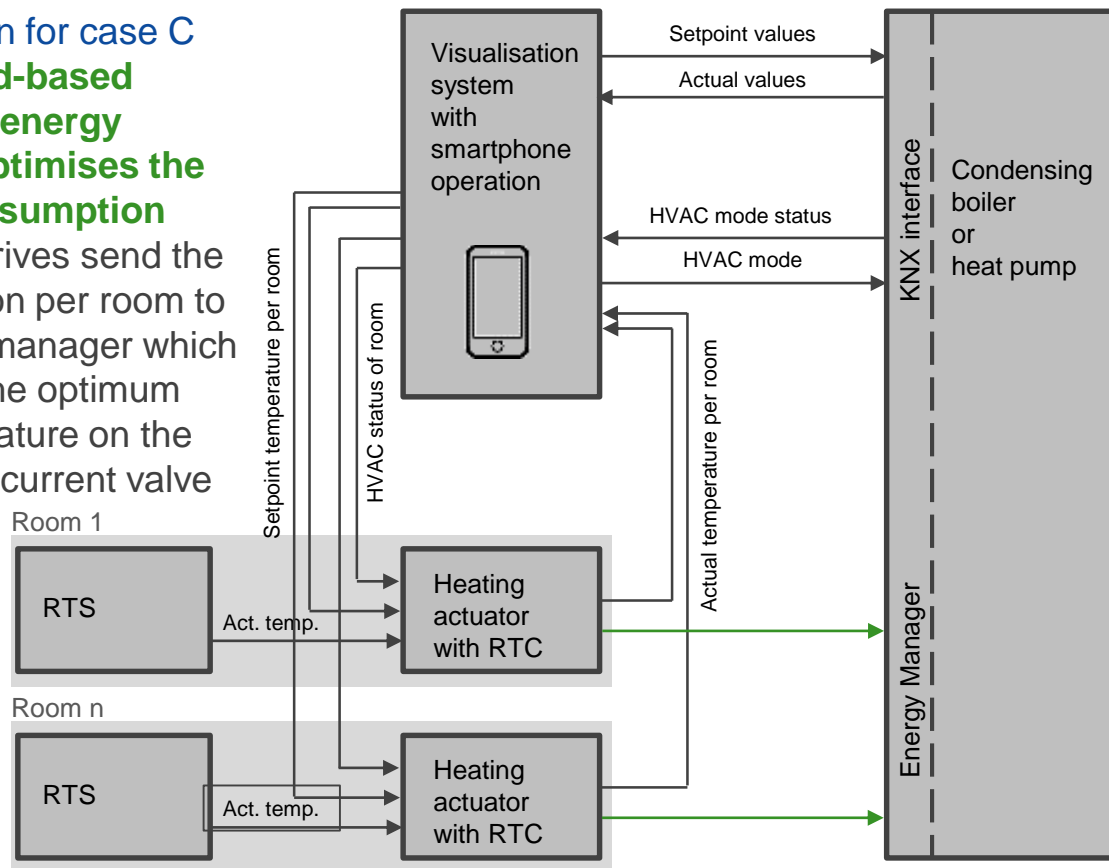 n for case C
d-based
energy
ptimises the
sumption
rives send the
on per room to
manager which
he optimum
ature on the
current valve
Visualisation
system
with
smartphone
operation
Setpoint values
Actual values
HVAC mode status
HVAC mode
KNX interface
Condensing
boiler
or
heat pump
Setpoint temperature per room
HVAC status of room
Actual temperature per room
Room 1
RTS
Act. temp.
Heating
actuator
with RTC
Energy Manager
Room n
RTS
Act. temp.
Heating
actuator
with RTC